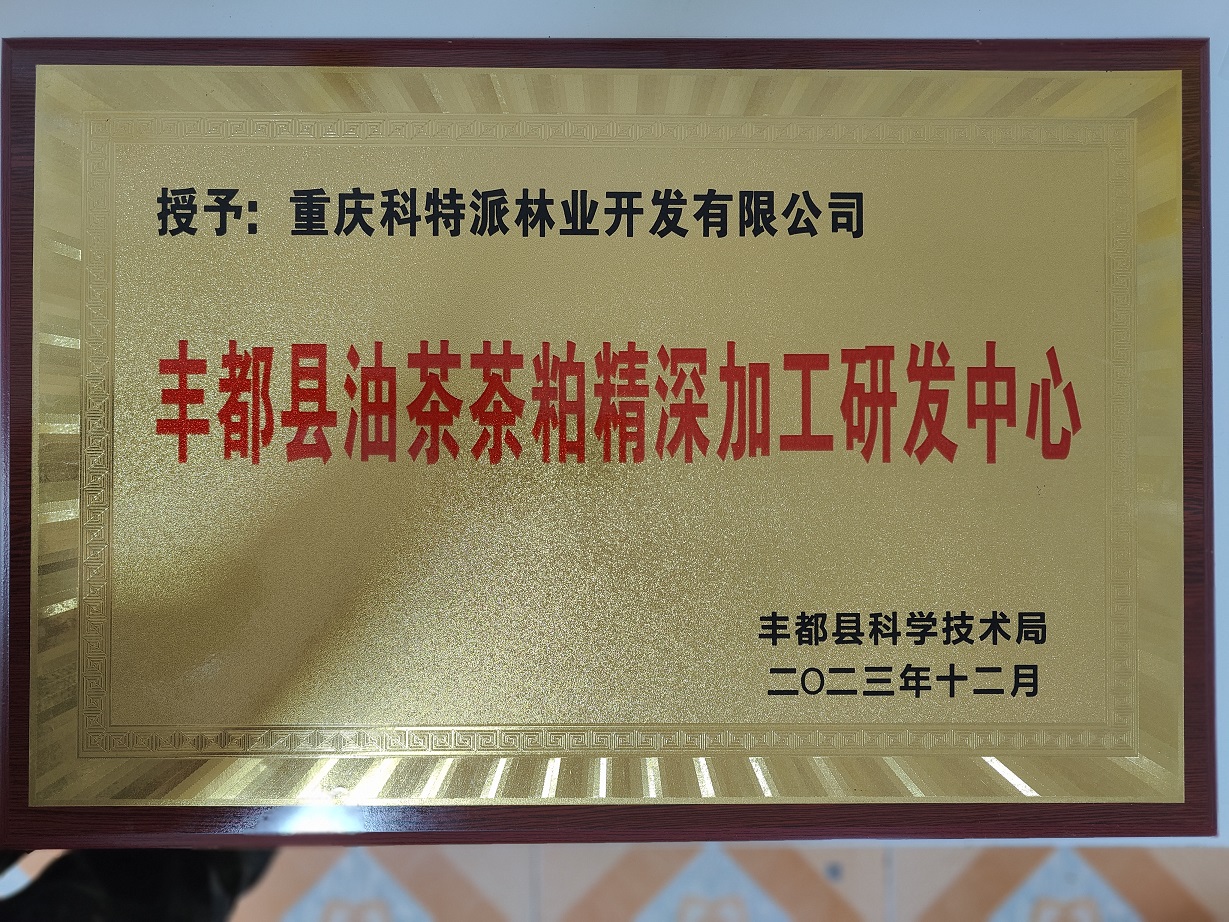 授予：重庆科特派林业开发有限公司
丰都县油茶茶粕精深加工研发中心
丰都县科学技术局
二〇二三年十二月